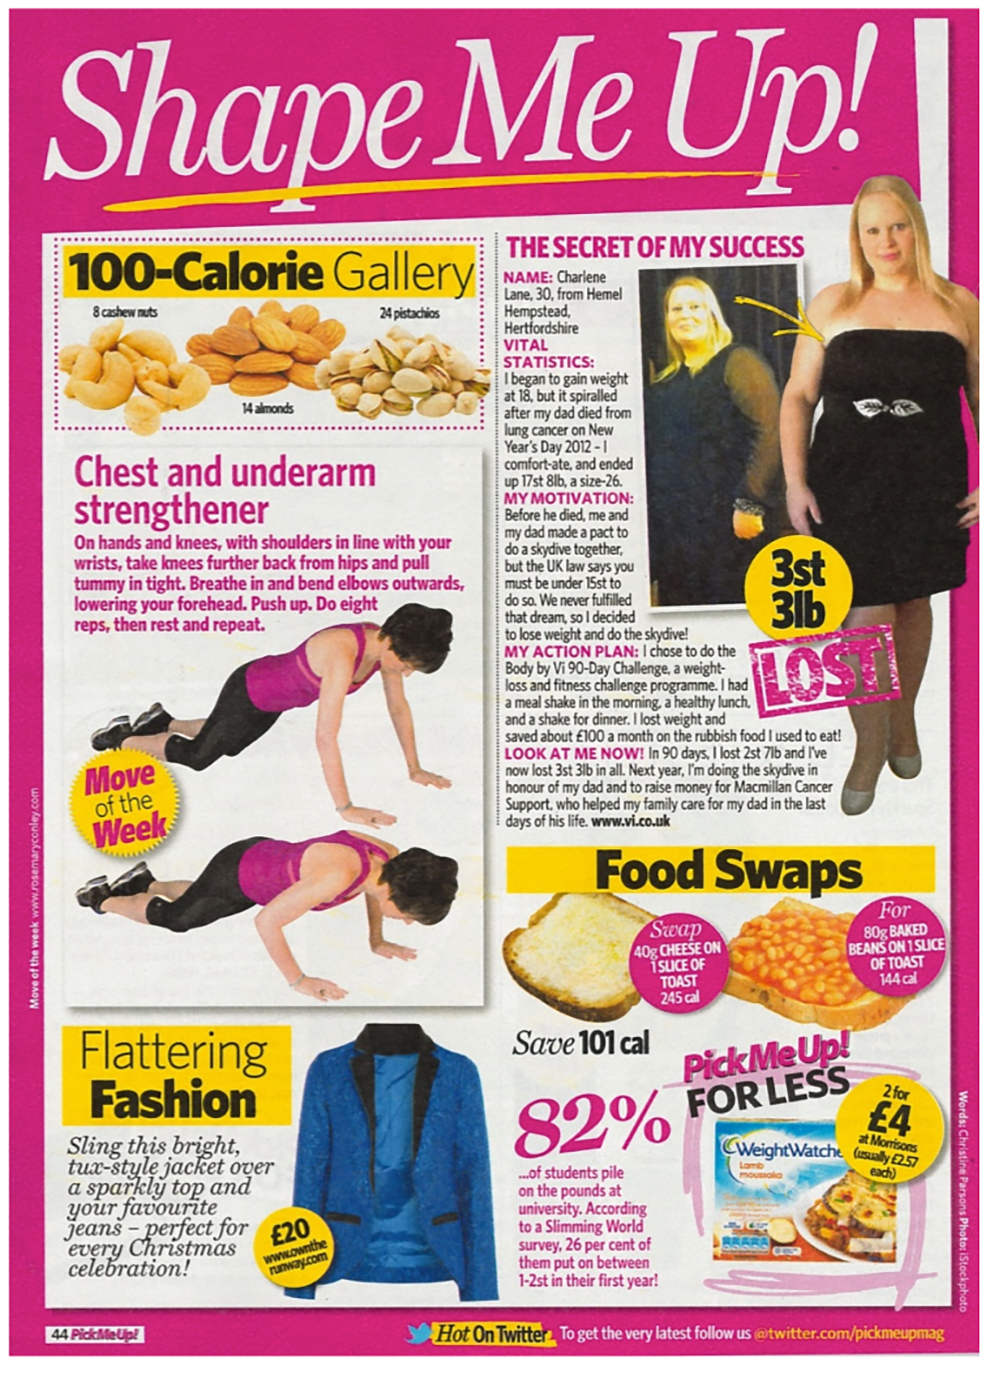 Shape Me Up!
100-Calorie Gallery
8 cashew nuts
24 pistachios
14 almonds
Chest and underarm
strengthener
On hands and knees, with shoulders in line with your
wrists, take knees further back from hips and pull
tummy in tight. Breathe in and bend elbows outwards,
lowering your forehead. Push up. Do eight
reps, then rest and repeat.
Move
of the
Week
Move of the week www.rosemaryconley.com
THE SECRET OF MY SUCCESS
NAME: Charlene
Lane, 30, from Hemel
Hempstead,
Hertfordshire
VITAL
STATISTICS:
I began to gain weight
at 18, but it spiralled
after my dad died from
lung cancer on New
Year's Day 2012 – I
comfort-ate, and ended
up 17st 8lb, a size-26.
MY MOTIVATION:
Before he died, me and
my dad made a pact to
do a skydive together,
but the UK law says you
must be under 15st to
do so. We never fulfilled
that dream, so I decided
to lose weight and do the skydive!
MY ACTION PLAN: I chose to do the
Body by Vi 90-Day Challenge, a weight-
loss and fitness challenge programme. I had
a meal shake in the morning, a healthy lunch,
and a shake for dinner. I lost weight and
saved about £100 a month on the rubbish food I used to eat!
LOOK AT ME NOW! In 90 days, I lost 2st 7lb and I've
now lost 3st 3lb in all. Next year, I'm doing the skydive in
honour of my dad and to raise money for Macmillan Cancer
Support, who helped my family care for my dad in the last
days of his life. www.vi.co.uk
3st
3lb
LOST
Food Swaps
Swap
40g CHEESE ON
1 SLICE OF
TOAST
245 cal
For
80g BAKED
BEANS ON 1 SLICE
OF TOAST
144 cal
Save 101 cal
Flattering
Fashion
Sling this bright,
tux-style jacket over
a sparkly top and
your favourite
jeans – perfect for
every Christmas
celebration!
£20
www.ownthe
runway.com
82%
...of students pile
on the pounds at
university. According
to a Slimming World
survey, 26 per cent of
them put on between
1-2st in their first year!
PickMeUp!
FOR LESS
2 for
£4
at Morrisons
(usually £2.57
each)
WeightWatche
Lamb
moussaka
Words: Christine Parsons Photo: iStockphoto
44 PickMeUp!
Hot On Twitter To get the very latest follow us @twitter.com/pickmeupmag